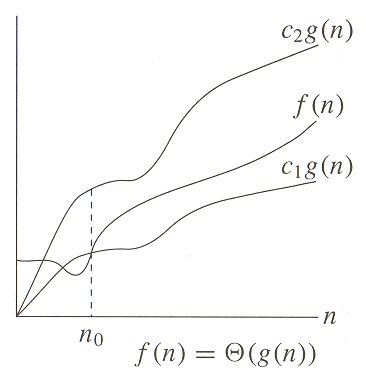 c₂g(n)
f(n)
c₁g(n)
n
n₀
f(n) = Θ(g(n))